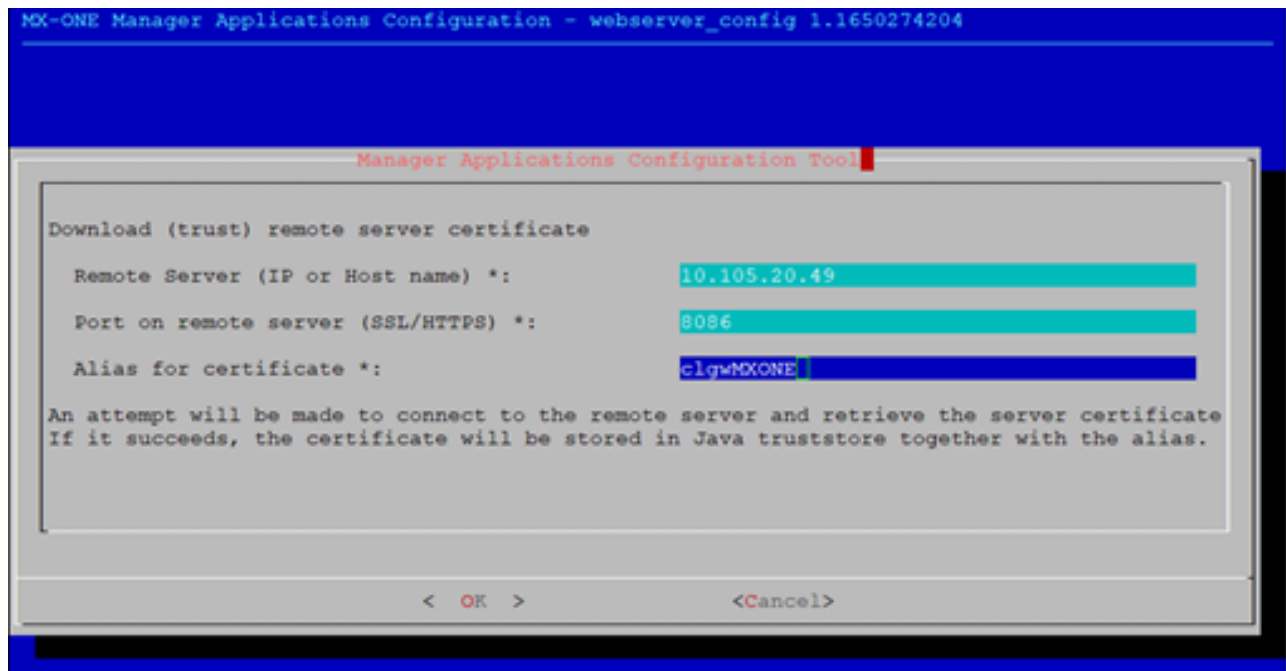 MX-ONE Manager Applications Configuration - webserver_config 1.1650274204
Manager Applications Configuration Tool
Download (trust) remote server certificate
Remote Server (IP or Host name) *: 10.105.20.49
Port on remote server (SSL/HTTPS) *: 8086
Alias for certificate *: clgwMXONE
An attempt will be made to connect to the remote server and retrieve the server certificate
If it succeeds, the certificate will be stored in Java truststore together with the alias.
< OK > <Cancel>